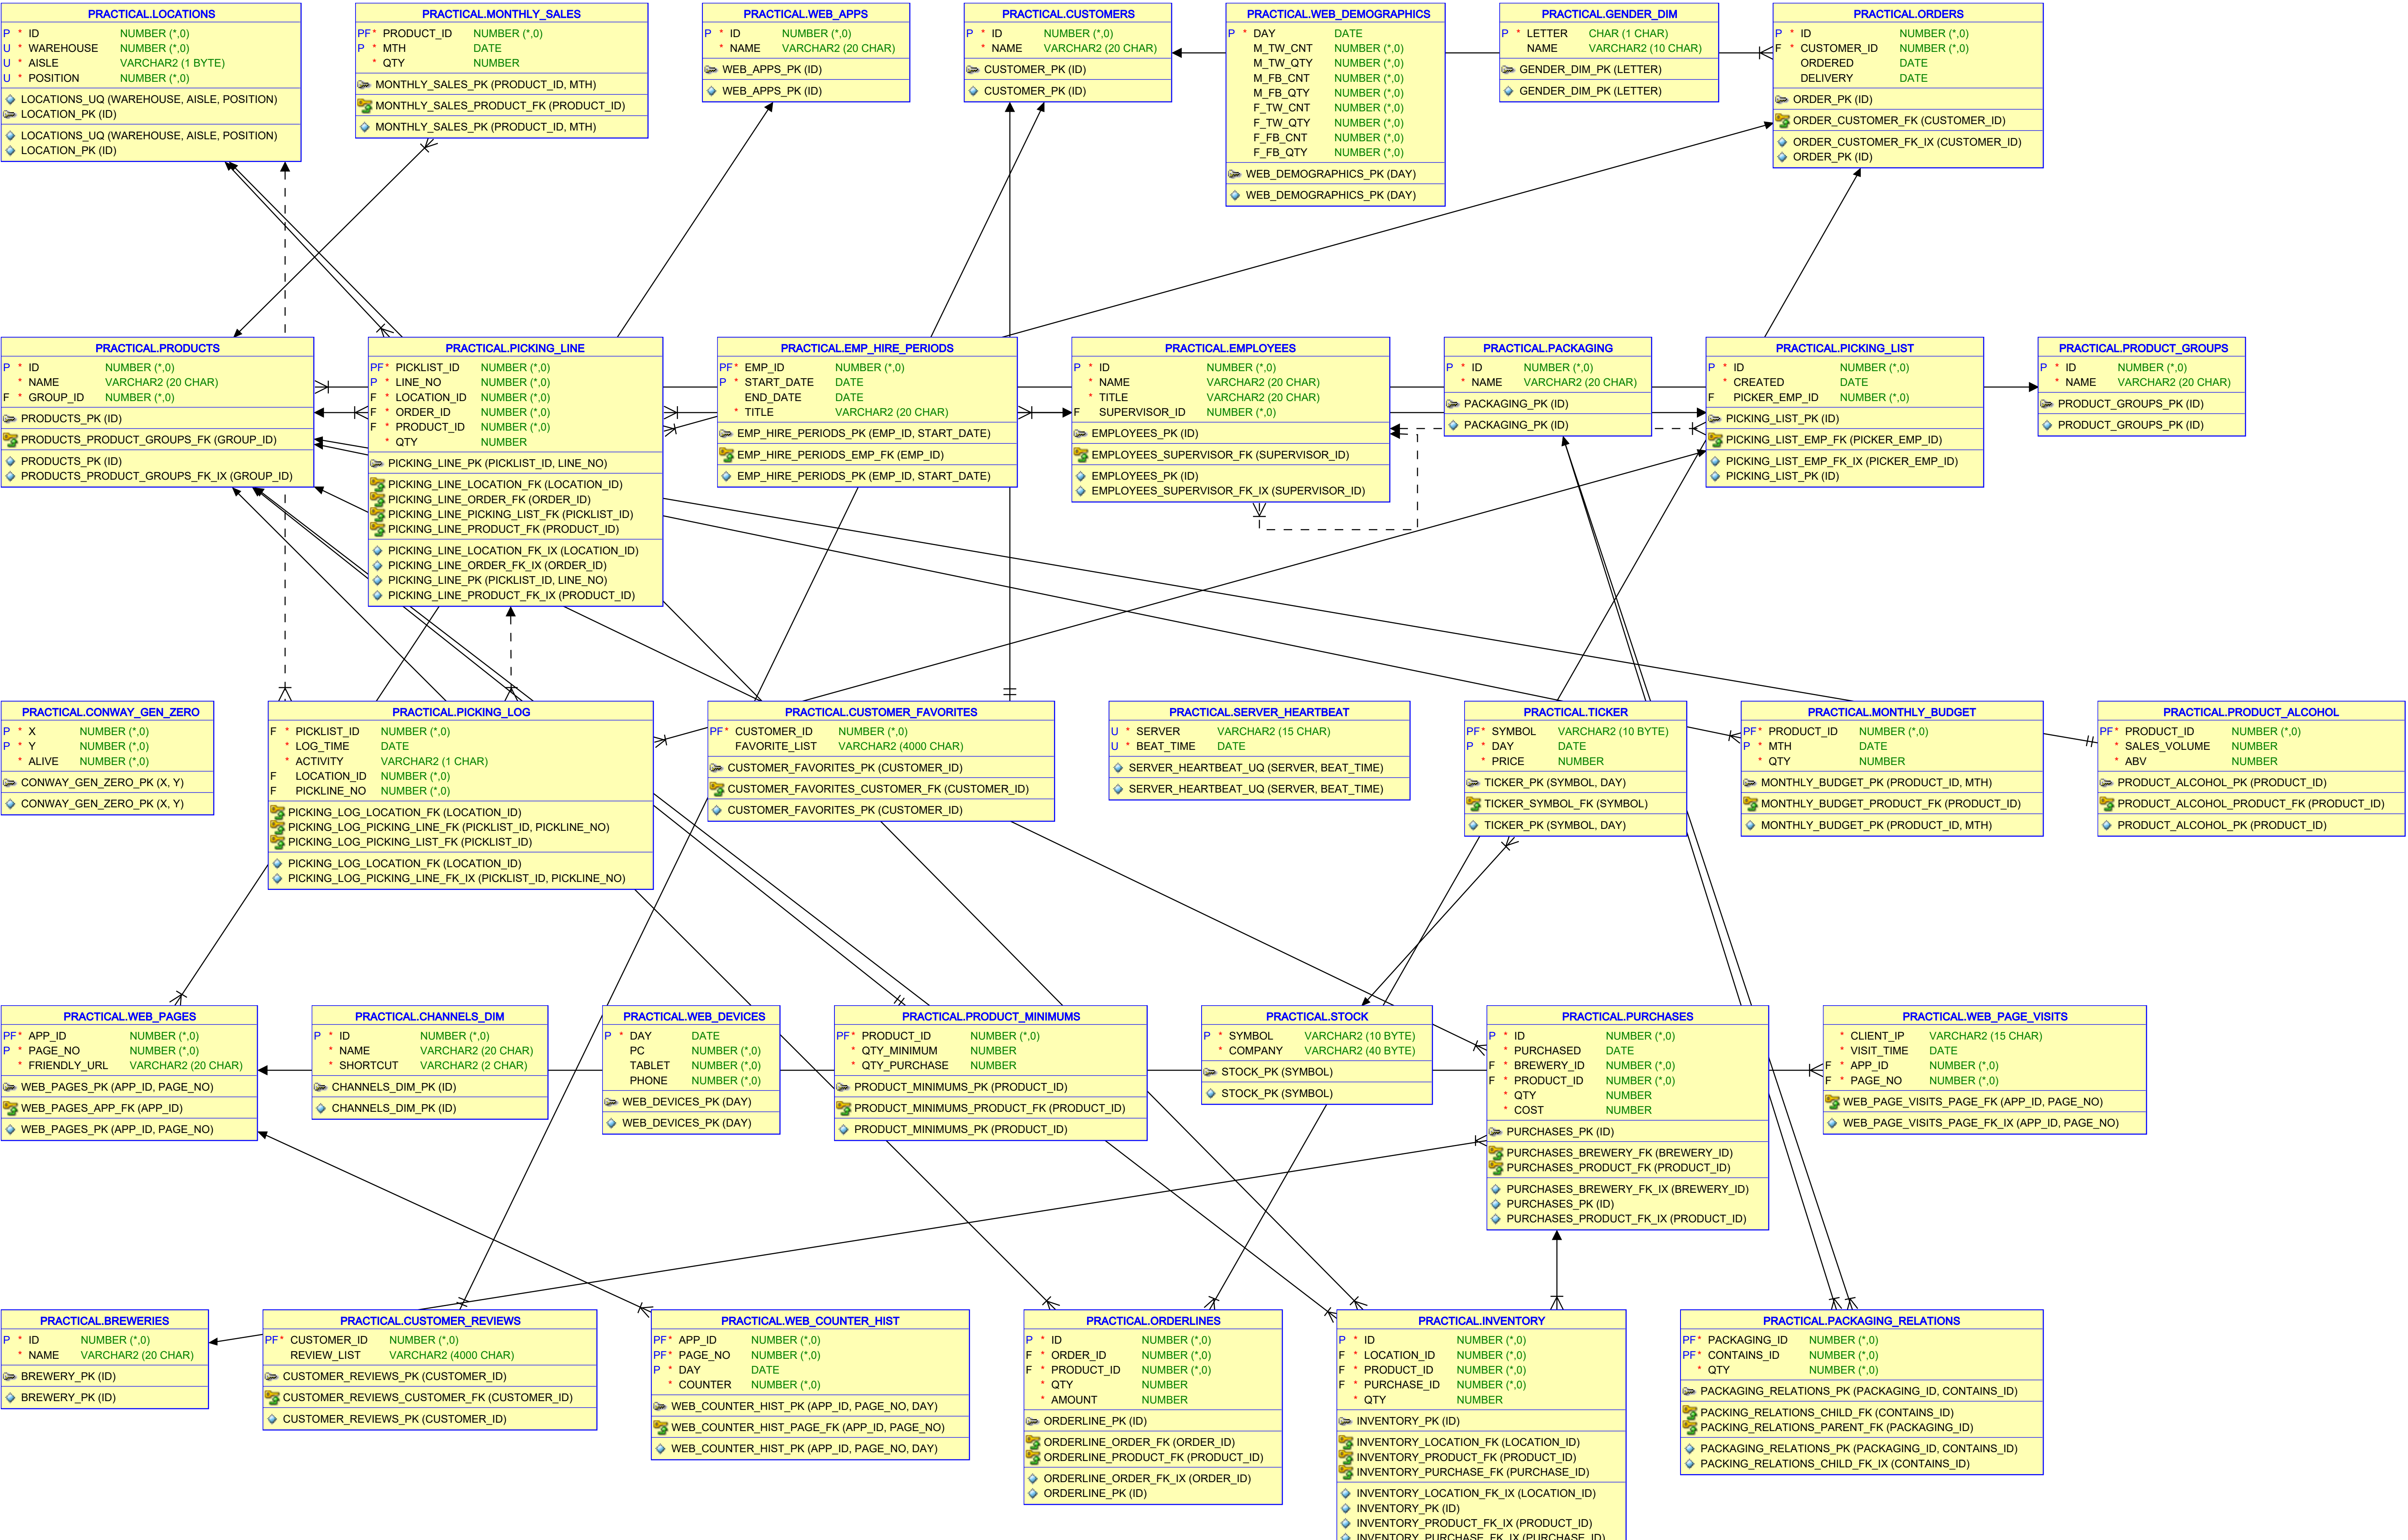 PRACTICAL.LOCATIONS
P * ID NUMBER (*,0)
U * WAREHOUSE NUMBER (*,0)
U * AISLE VARCHAR2 (1 BYTE)
U * POSITION NUMBER (*,0)
LOCATIONS_UQ (WAREHOUSE, AISLE, POSITION)
LOCATION_PK (ID)
LOCATIONS_UQ (WAREHOUSE, AISLE, POSITION)
LOCATION_PK (ID)
PRACTICAL.MONTHLY_SALES
PF* PRODUCT_ID NUMBER (*,0)
P * MTH DATE
* QTY NUMBER
MONTHLY_SALES_PK (PRODUCT_ID, MTH)
MONTHLY_SALES_PRODUCT_FK (PRODUCT_ID)
MONTHLY_SALES_PK (PRODUCT_ID, MTH)
PRACTICAL.WEB_APPS
P * ID NUMBER (*,0)
* NAME VARCHAR2 (20 CHAR)
WEB_APPS_PK (ID)
WEB_APPS_PK (ID)
PRACTICAL.CUSTOMERS
P * ID NUMBER (*,0)
* NAME VARCHAR2 (20 CHAR)
CUSTOMER_PK (ID)
CUSTOMER_PK (ID)
PRACTICAL.WEB_DEMOGRAPHICS
P * DAY DATE
M_TW_CNT NUMBER (*,0)
M_TW_QTY NUMBER (*,0)
M_FB_CNT NUMBER (*,0)
M_FB_QTY NUMBER (*,0)
F_TW_CNT NUMBER (*,0)
F_TW_QTY NUMBER (*,0)
F_FB_CNT NUMBER (*,0)
F_FB_QTY NUMBER (*,0)
WEB_DEMOGRAPHICS_PK (DAY)
WEB_DEMOGRAPHICS_PK (DAY)
PRACTICAL.GENDER_DIM
P * LETTER CHAR (1 CHAR)
NAME VARCHAR2 (10 CHAR)
GENDER_DIM_PK (LETTER)
GENDER_DIM_PK (LETTER)
PRACTICAL.ORDERS
P * ID NUMBER (*,0)
F * CUSTOMER_ID NUMBER (*,0)
ORDERED DATE
DELIVERY DATE
ORDER_PK (ID)
ORDER_CUSTOMER_FK (CUSTOMER_ID)
ORDER_CUSTOMER_FK_IX (CUSTOMER_ID)
ORDER_PK (ID)
PRACTICAL.PRODUCTS
P * ID NUMBER (*,0)
* NAME VARCHAR2 (20 CHAR)
F * GROUP_ID NUMBER (*,0)
PRODUCTS_PK (ID)
PRODUCTS_PRODUCT_GROUPS_FK (GROUP_ID)
PRODUCTS_PK (ID)
PRODUCTS_PRODUCT_GROUPS_FK_IX (GROUP_ID)
PRACTICAL.PICKING_LINE
PF* PICKLIST_ID NUMBER (*,0)
P * LINE_NO NUMBER (*,0)
F * LOCATION_ID NUMBER (*,0)
F * ORDER_ID NUMBER (*,0)
F * PRODUCT_ID NUMBER (*,0)
* QTY NUMBER
PICKING_LINE_PK (PICKLIST_ID, LINE_NO)
PICKING_LINE_LOCATION_FK (LOCATION_ID)
PICKING_LINE_ORDER_FK (ORDER_ID)
PICKING_LINE_PICKING_LIST_FK (PICKLIST_ID)
PICKING_LINE_PRODUCT_FK (PRODUCT_ID)
PICKING_LINE_LOCATION_FK_IX (LOCATION_ID)
PICKING_LINE_ORDER_FK_IX (ORDER_ID)
PICKING_LINE_PK (PICKLIST_ID, LINE_NO)
PICKING_LINE_PRODUCT_FK_IX (PRODUCT_ID)
PRACTICAL.EMP_HIRE_PERIODS
PF* EMP_ID NUMBER (*,0)
P * START_DATE DATE
END_DATE DATE
* TITLE VARCHAR2 (20 CHAR)
EMP_HIRE_PERIODS_PK (EMP_ID, START_DATE)
EMP_HIRE_PERIODS_EMP_FK (EMP_ID)
EMP_HIRE_PERIODS_PK (EMP_ID, START_DATE)
PRACTICAL.EMPLOYEES
P * ID NUMBER (*,0)
* NAME VARCHAR2 (20 CHAR)
* TITLE VARCHAR2 (20 CHAR)
F SUPERVISOR_ID NUMBER (*,0)
EMPLOYEES_PK (ID)
EMPLOYEES_SUPERVISOR_FK (SUPERVISOR_ID)
EMPLOYEES_PK (ID)
EMPLOYEES_SUPERVISOR_FK_IX (SUPERVISOR_ID)
PRACTICAL.PACKAGING
P * ID NUMBER (*,0)
* NAME VARCHAR2 (20 CHAR)
PACKAGING_PK (ID)
PACKAGING_PK (ID)
PRACTICAL.PICKING_LIST
P * ID NUMBER (*,0)
* CREATED DATE
F PICKER_EMP_ID NUMBER (*,0)
PICKING_LIST_PK (ID)
PICKING_LIST_EMP_FK (PICKER_EMP_ID)
PICKING_LIST_EMP_FK_IX (PICKER_EMP_ID)
PICKING_LIST_PK (ID)
PRACTICAL.PRODUCT_GROUPS
P * ID NUMBER (*,0)
* NAME VARCHAR2 (20 CHAR)
PRODUCT_GROUPS_PK (ID)
PRODUCT_GROUPS_PK (ID)
PRACTICAL.CONWAY_GEN_ZERO
P * X NUMBER (*,0)
P * Y NUMBER (*,0)
* ALIVE NUMBER (*,0)
CONWAY_GEN_ZERO_PK (X, Y)
CONWAY_GEN_ZERO_PK (X, Y)
PRACTICAL.PICKING_LOG
F * PICKLIST_ID NUMBER (*,0)
* LOG_TIME DATE
* ACTIVITY VARCHAR2 (1 CHAR)
F LOCATION_ID NUMBER (*,0)
F PICKLINE_NO NUMBER (*,0)
PICKING_LOG_LOCATION_FK (LOCATION_ID)
PICKING_LOG_PICKING_LINE_FK (PICKLIST_ID, PICKLINE_NO)
PICKING_LOG_PICKING_LIST_FK (PICKLIST_ID)
PICKING_LOG_LOCATION_FK (LOCATION_ID)
PICKING_LOG_PICKING_LINE_FK_IX (PICKLIST_ID, PICKLINE_NO)
PRACTICAL.CUSTOMER_FAVORITES
PF* CUSTOMER_ID NUMBER (*,0)
FAVORITE_LIST VARCHAR2 (4000 CHAR)
CUSTOMER_FAVORITES_PK (CUSTOMER_ID)
CUSTOMER_FAVORITES_CUSTOMER_FK (CUSTOMER_ID)
CUSTOMER_FAVORITES_PK (CUSTOMER_ID)
PRACTICAL.SERVER_HEARTBEAT
U * SERVER VARCHAR2 (15 CHAR)
U * BEAT_TIME DATE
SERVER_HEARTBEAT_UQ (SERVER, BEAT_TIME)
SERVER_HEARTBEAT_UQ (SERVER, BEAT_TIME)
PRACTICAL.TICKER
PF* SYMBOL VARCHAR2 (10 BYTE)
P * DAY DATE
* PRICE NUMBER
TICKER_PK (SYMBOL, DAY)
TICKER_SYMBOL_FK (SYMBOL)
TICKER_PK (SYMBOL, DAY)
PRACTICAL.MONTHLY_BUDGET
PF* PRODUCT_ID NUMBER (*,0)
P * MTH DATE
* QTY NUMBER
MONTHLY_BUDGET_PK (PRODUCT_ID, MTH)
MONTHLY_BUDGET_PRODUCT_FK (PRODUCT_ID)
MONTHLY_BUDGET_PK (PRODUCT_ID, MTH)
PRACTICAL.PRODUCT_ALCOHOL
PF* PRODUCT_ID NUMBER (*,0)
* SALES_VOLUME NUMBER
* ABV NUMBER
PRODUCT_ALCOHOL_PK (PRODUCT_ID)
PRODUCT_ALCOHOL_PRODUCT_FK (PRODUCT_ID)
PRODUCT_ALCOHOL_PK (PRODUCT_ID)
PRACTICAL.WEB_PAGES
PF* APP_ID NUMBER (*,0)
P * PAGE_NO NUMBER (*,0)
* FRIENDLY_URL VARCHAR2 (20 CHAR)
WEB_PAGES_PK (APP_ID, PAGE_NO)
WEB_PAGES_APP_FK (APP_ID)
WEB_PAGES_PK (APP_ID, PAGE_NO)
PRACTICAL.CHANNELS_DIM
P * ID NUMBER (*,0)
* NAME VARCHAR2 (20 CHAR)
* SHORTCUT VARCHAR2 (2 CHAR)
CHANNELS_DIM_PK (ID)
CHANNELS_DIM_PK (ID)
PRACTICAL.WEB_DEVICES
P * DAY DATE
PC NUMBER (*,0)
TABLET NUMBER (*,0)
PHONE NUMBER (*,0)
WEB_DEVICES_PK (DAY)
WEB_DEVICES_PK (DAY)
PRACTICAL.PRODUCT_MINIMUMS
PF* PRODUCT_ID NUMBER (*,0)
* QTY_MINIMUM NUMBER
* QTY_PURCHASE NUMBER
PRODUCT_MINIMUMS_PK (PRODUCT_ID)
PRODUCT_MINIMUMS_PRODUCT_FK (PRODUCT_ID)
PRODUCT_MINIMUMS_PK (PRODUCT_ID)
PRACTICAL.STOCK
P * SYMBOL VARCHAR2 (10 BYTE)
* COMPANY VARCHAR2 (40 BYTE)
STOCK_PK (SYMBOL)
STOCK_PK (SYMBOL)
PRACTICAL.PURCHASES
P * ID NUMBER (*,0)
* PURCHASED DATE
F * BREWERY_ID NUMBER (*,0)
F * PRODUCT_ID NUMBER (*,0)
* QTY NUMBER
* COST NUMBER
PURCHASES_PK (ID)
PURCHASES_BREWERY_FK (BREWERY_ID)
PURCHASES_PRODUCT_FK (PRODUCT_ID)
PURCHASES_BREWERY_FK_IX (BREWERY_ID)
PURCHASES_PK (ID)
PURCHASES_PRODUCT_FK_IX (PRODUCT_ID)
PRACTICAL.WEB_PAGE_VISITS
* CLIENT_IP VARCHAR2 (15 CHAR)
* VISIT_TIME DATE
F * APP_ID NUMBER (*,0)
F * PAGE_NO NUMBER (*,0)
WEB_PAGE_VISITS_PAGE_FK (APP_ID, PAGE_NO)
WEB_PAGE_VISITS_PAGE_FK_IX (APP_ID, PAGE_NO)
PRACTICAL.BREWERIES
P * ID NUMBER (*,0)
* NAME VARCHAR2 (20 CHAR)
BREWERY_PK (ID)
BREWERY_PK (ID)
PRACTICAL.CUSTOMER_REVIEWS
PF* CUSTOMER_ID NUMBER (*,0)
REVIEW_LIST VARCHAR2 (4000 CHAR)
CUSTOMER_REVIEWS_PK (CUSTOMER_ID)
CUSTOMER_REVIEWS_CUSTOMER_FK (CUSTOMER_ID)
CUSTOMER_REVIEWS_PK (CUSTOMER_ID)
PRACTICAL.WEB_COUNTER_HIST
PF* APP_ID NUMBER (*,0)
PF* PAGE_NO NUMBER (*,0)
P * DAY DATE
* COUNTER NUMBER (*,0)
WEB_COUNTER_HIST_PK (APP_ID, PAGE_NO, DAY)
WEB_COUNTER_HIST_PAGE_FK (APP_ID, PAGE_NO)
WEB_COUNTER_HIST_PK (APP_ID, PAGE_NO, DAY)
PRACTICAL.ORDERLINES
P * ID NUMBER (*,0)
F * ORDER_ID NUMBER (*,0)
F * PRODUCT_ID NUMBER (*,0)
* QTY NUMBER
* AMOUNT NUMBER
ORDERLINE_PK (ID)
ORDERLINE_ORDER_FK (ORDER_ID)
ORDERLINE_PRODUCT_FK (PRODUCT_ID)
ORDERLINE_ORDER_FK_IX (ORDER_ID)
ORDERLINE_PK (ID)
PRACTICAL.INVENTORY
P * ID NUMBER (*,0)
F * LOCATION_ID NUMBER (*,0)
F * PRODUCT_ID NUMBER (*,0)
F * PURCHASE_ID NUMBER (*,0)
* QTY NUMBER
INVENTORY_PK (ID)
INVENTORY_LOCATION_FK (LOCATION_ID)
INVENTORY_PRODUCT_FK (PRODUCT_ID)
INVENTORY_PURCHASE_FK (PURCHASE_ID)
INVENTORY_LOCATION_FK_IX (LOCATION_ID)
INVENTORY_PK (ID)
INVENTORY_PRODUCT_FK_IX (PRODUCT_ID)
INVENTORY_PURCHASE_FK_IX (PURCHASE_ID)
PRACTICAL.PACKAGING_RELATIONS
PF* PACKAGING_ID NUMBER (*,0)
PF* CONTAINS_ID NUMBER (*,0)
* QTY NUMBER (*,0)
PACKAGING_RELATIONS_PK (PACKAGING_ID, CONTAINS_ID)
PACKING_RELATIONS_CHILD_FK (CONTAINS_ID)
PACKING_RELATIONS_PARENT_FK (PACKAGING_ID)
PACKAGING_RELATIONS_PK (PACKAGING_ID, CONTAINS_ID)
PACKING_RELATIONS_CHILD_FK_IX (CONTAINS_ID)